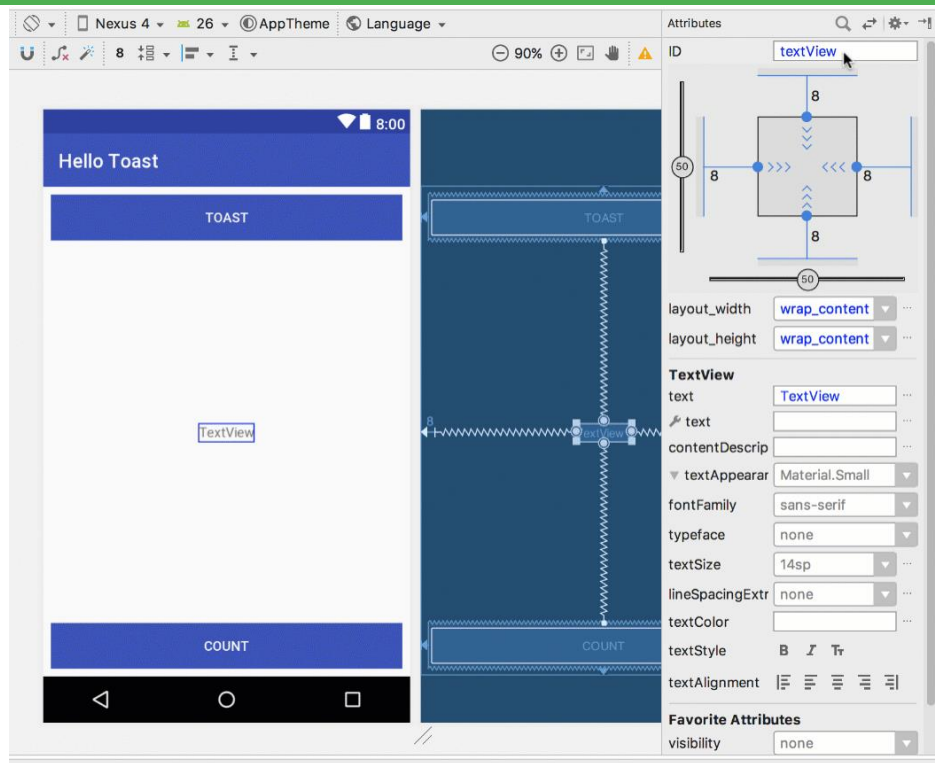 Nexus 4 26 AppTheme Language
8 90%
8:00
Hello Toast
TOAST
TextView
COUNT
TOAST
8
TextView
COUNT
Attributes
ID textView
8
50 8 8
8
50
layout_width wrap_content
layout_height wrap_content
TextView
text TextView
text
contentDescrip
textAppearar Material.Small
fontFamily sans-serif
typeface none
textSize 14sp
lineSpacingExtr none
textColor
textStyle B I Tт
textAlignment
Favorite Attributes
visibility none